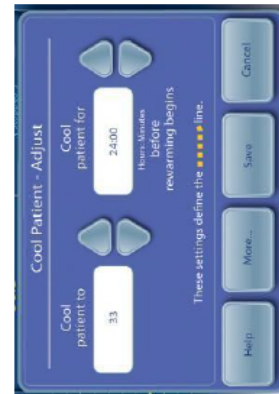 Cool Patient - Adjust
Cool
patient to
33
Cool
patient for
24:00
Hours:Minutes
before
rewarming begins
These settings define the line.
Help
More...
Save
Cancel